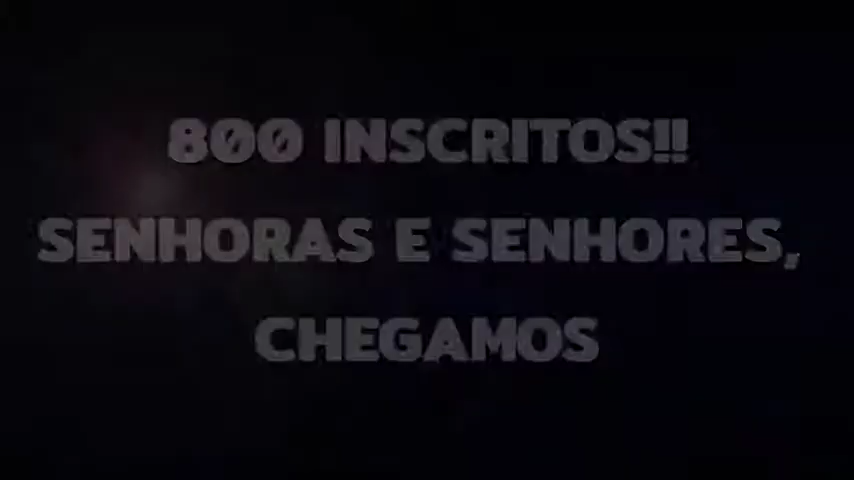 800 INSCRITOS!!
SENHORAS E SENHORES,
CHEGAMOS